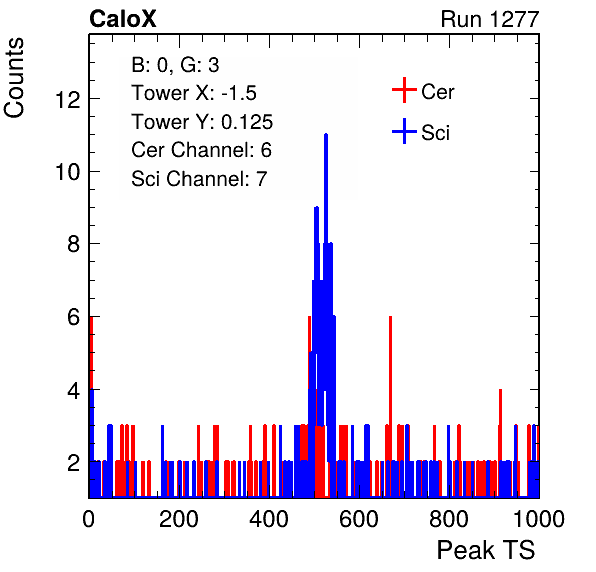 CaloX Run 1277
Counts
B: 0, G: 3
Tower X: -1.5
Tower Y: 0.125
Cer Channel: 6
Sci Channel: 7
Cer
Sci
12
10
8
6
4
2
0 200 400 600 800 1000
Peak TS